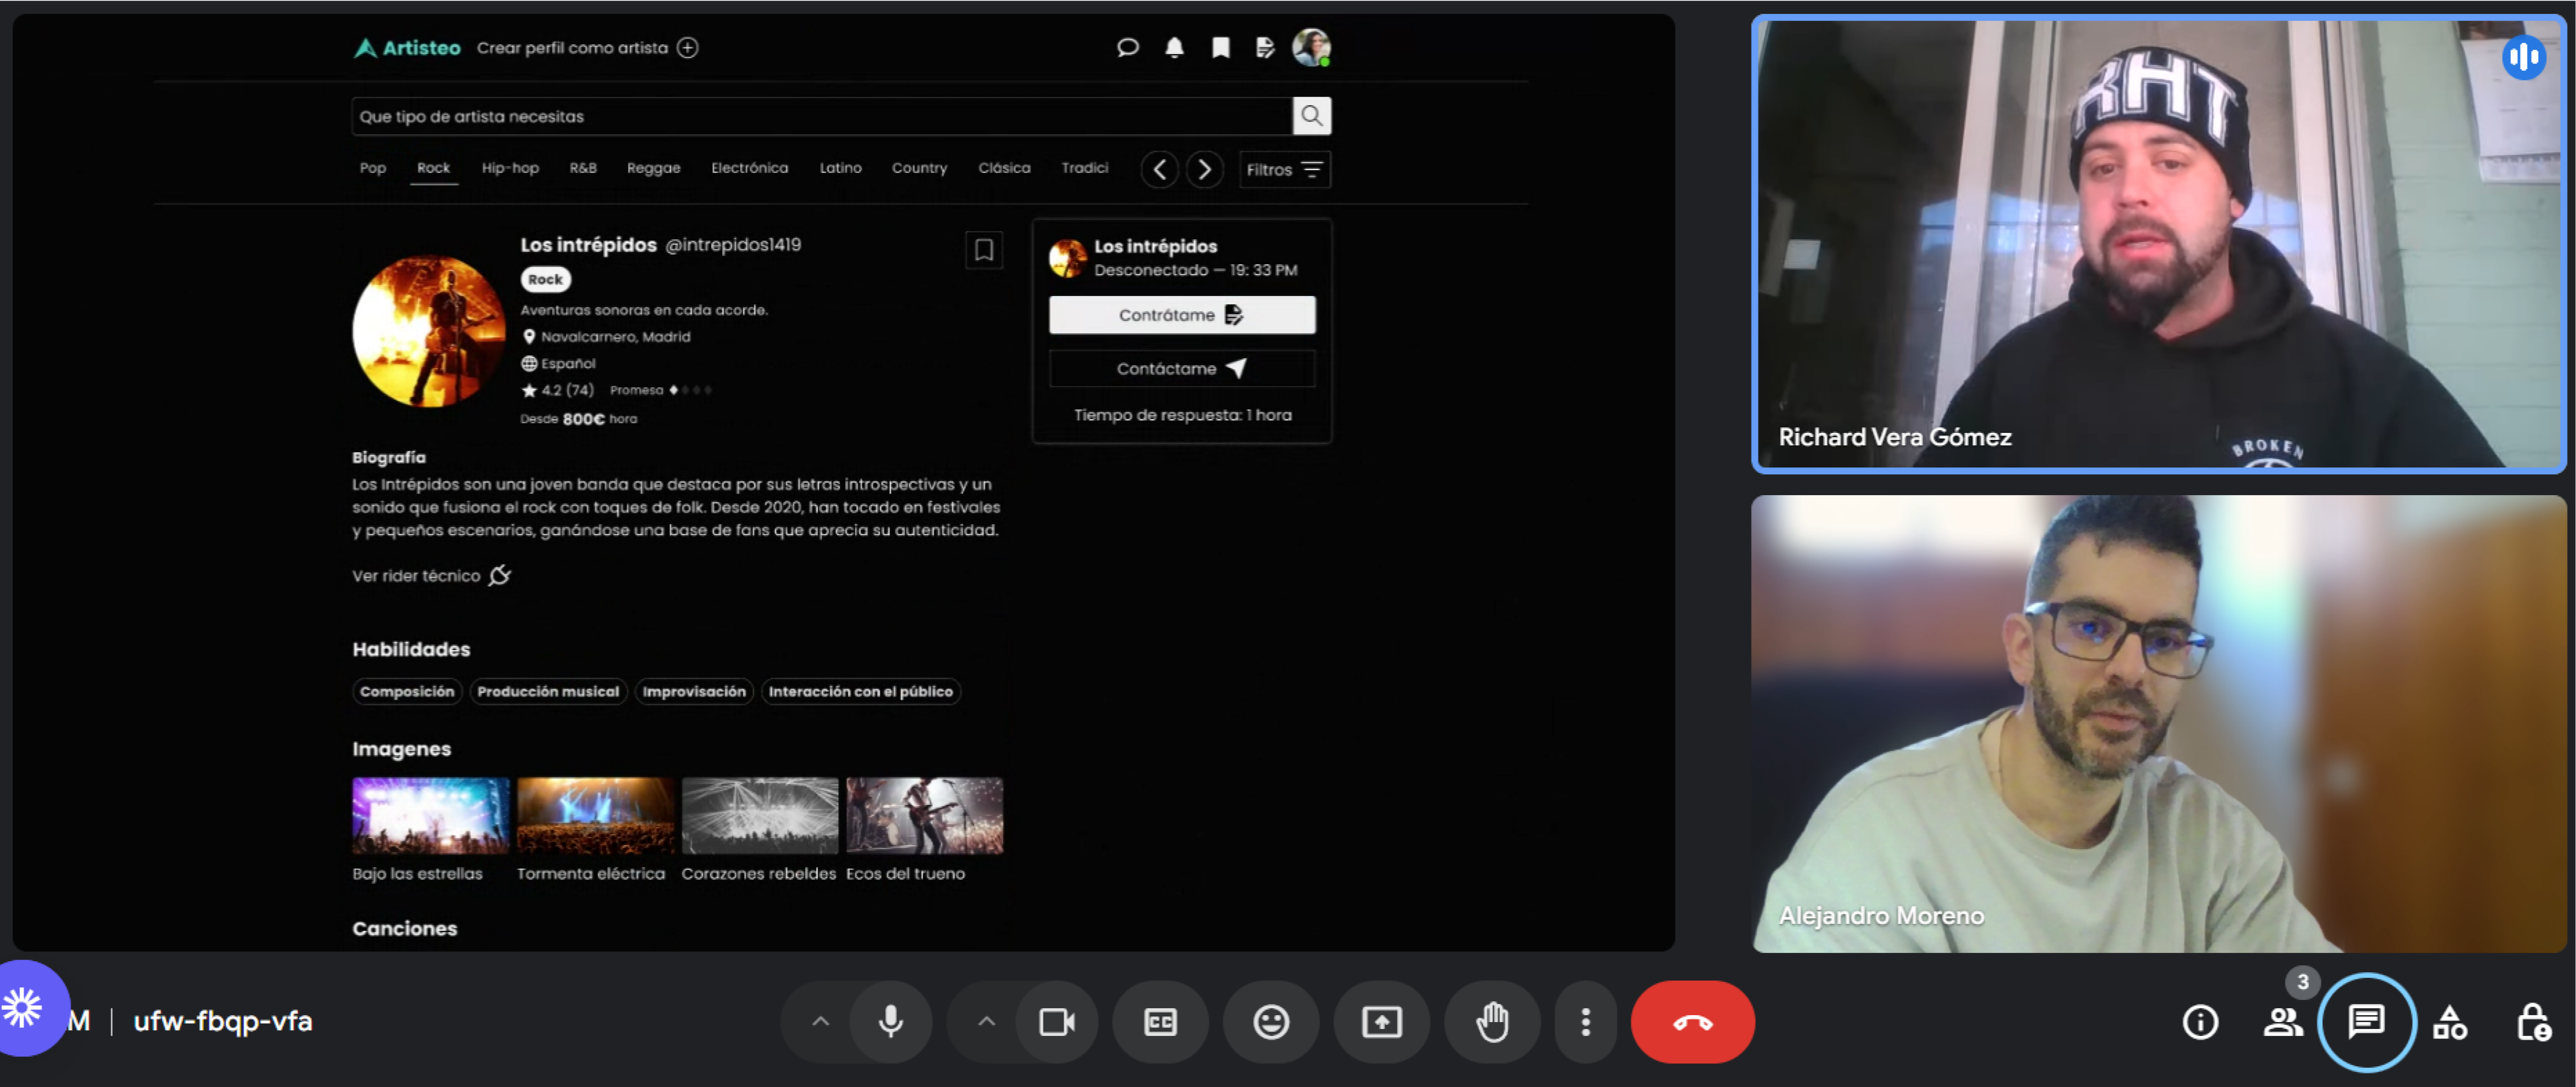 Artisteo Crear perfil como artista
Que tipo de artista necesitas
Pop Rock Hip-hop R&B Reggae Electrónica Latino Country Clásica Tradici Filtros
Los intrépidos @intrepidos1419
Rock
Aventuras sonoras en cada acorde.
Navalcarnero, Madrid
Español
4.2 (74) Promesa
Desde 800€ hora
Biografía
Los Intrépidos son una joven banda que destaca por sus letras introspectivas y un
sonido que fusiona el rock con toques de folk. Desde 2020, han tocado en festivales
y pequeños escenarios, ganándose una base de fans que aprecia su autenticidad.
Ver rider técnico
Habilidades
Composición Producción musical Improvisación Interacción con el público
Imagenes
Bajo las estrellas Tormenta eléctrica Corazones rebeldes Ecos del trueno
Canciones
Los intrépidos
Desconectado — 19: 33 PM
Contrátame
Contáctame
Tiempo de respuesta: 1 hora
RHT
BROKEN
Richard Vera Gómez
Alejandro Moreno
M | ufw-fbqp-vfa
CC
3